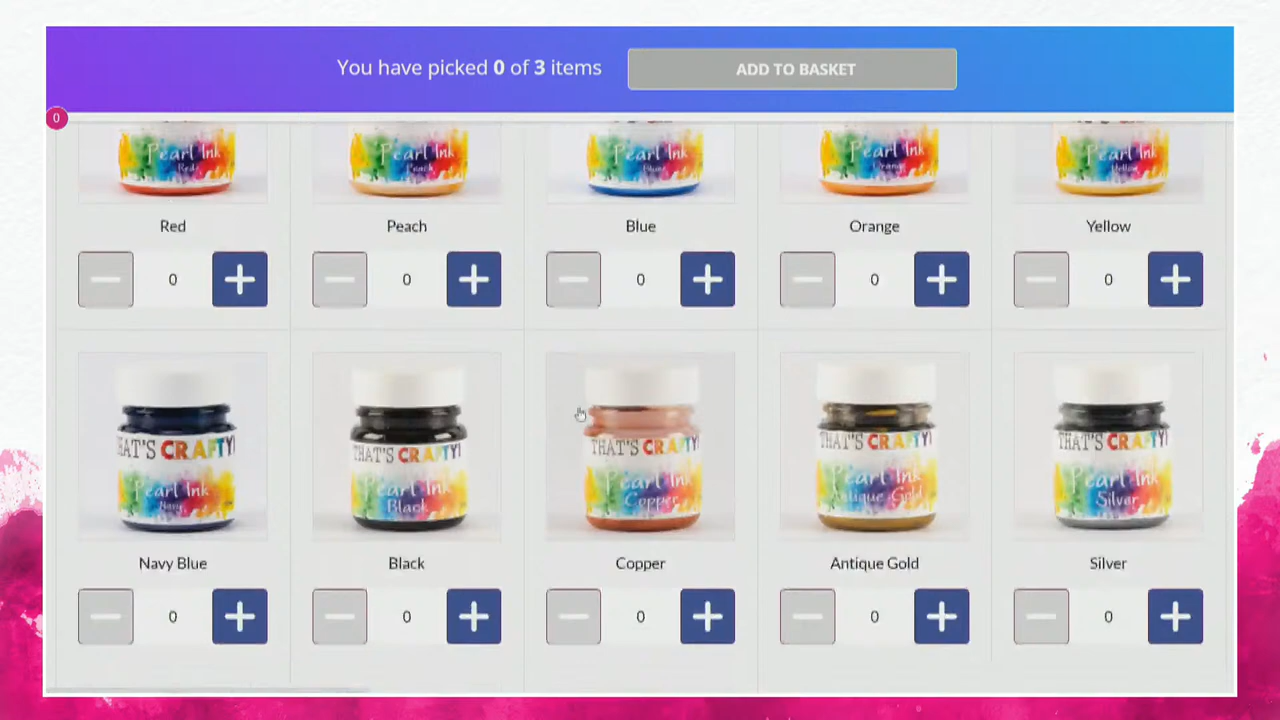 You have picked 0 of 3 items
ADD TO BASKET
0
Pearl Ink Pearl Ink Pearl Ink Pearl Ink Pearl Ink
Red Peach Blue Orange Yellow
Red Peach Blue Orange Yellow
0 0 0 0 0
THAT'S CRAFTY! THAT'S CRAFTY! THAT'S CRAFTY! THAT'S CRAFTY! THAT'S CRAFTY!
Pearl Ink Pearl Ink Pearl Ink Pearl Ink Pearl Ink
Navy Black Copper Antique Gold Silver
Navy Blue Black Copper Antique Gold Silver
0 0 0 0 0